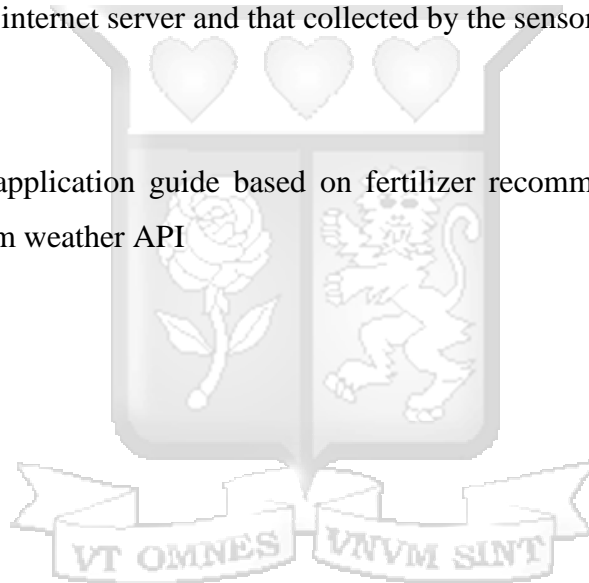 internet server and that collected by the sensor
application guide based on fertilizer recomm
m weather API
VT OMNES VNVM SINT